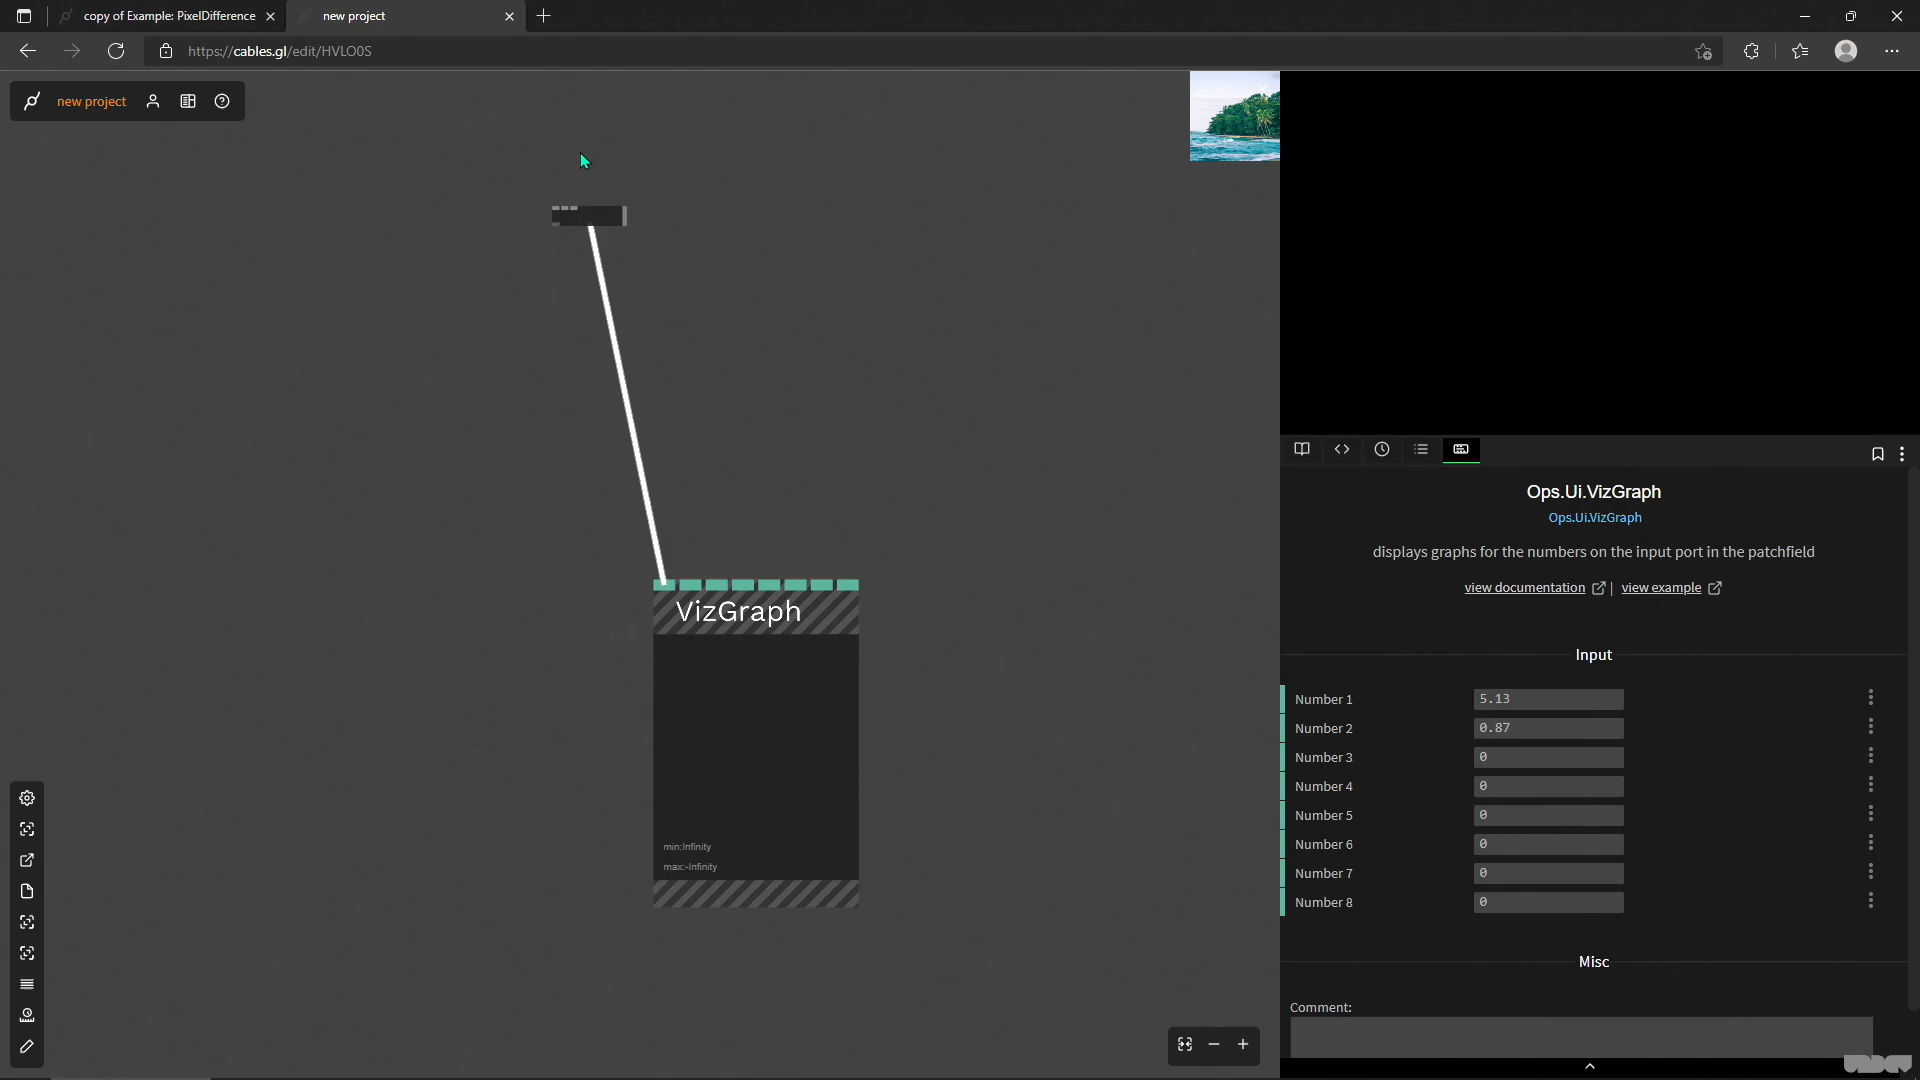 copy of Example: PixelDifference
new project
https://cables.gl/edit/HVLO0S
new project
VizGraph
min:Infinity
max:-Infinity
Ops.Ui.VizGraph
Ops.Ui.VizGraph
displays graphs for the numbers on the input port in the patchfield
view documentation | view example
Input
Number 1 5.13
Number 2 0.87
Number 3 0
Number 4 0
Number 5 0
Number 6 0
Number 7 0
Number 8 0
Misc
Comment: